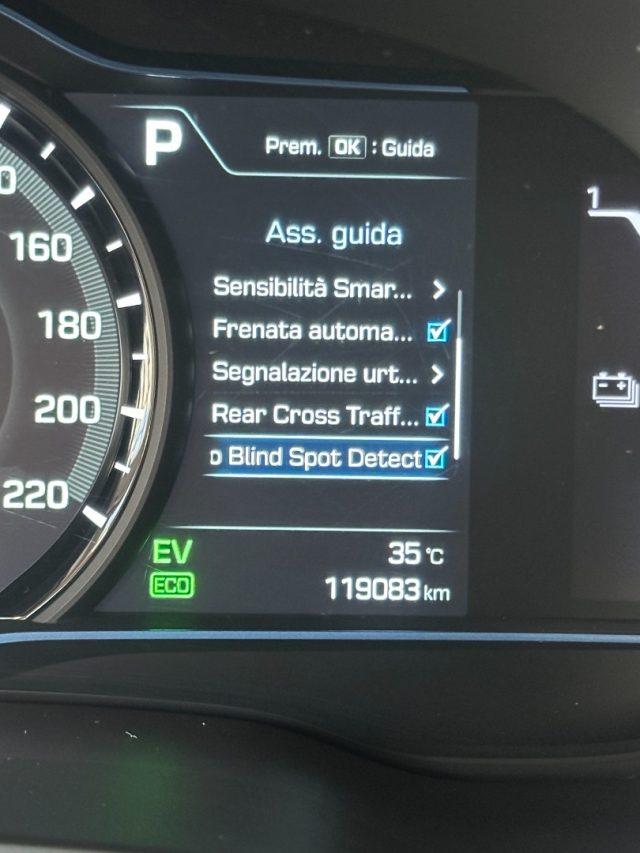 P
Prem. OK : Guida
Ass. guida
Sensibilità Smar...
Frenata automa...
Segnalazione urt...
Rear Cross Traff...
Blind Spot Detect
EV
35 °C
ECO
119083 km
160
180
200
220
1